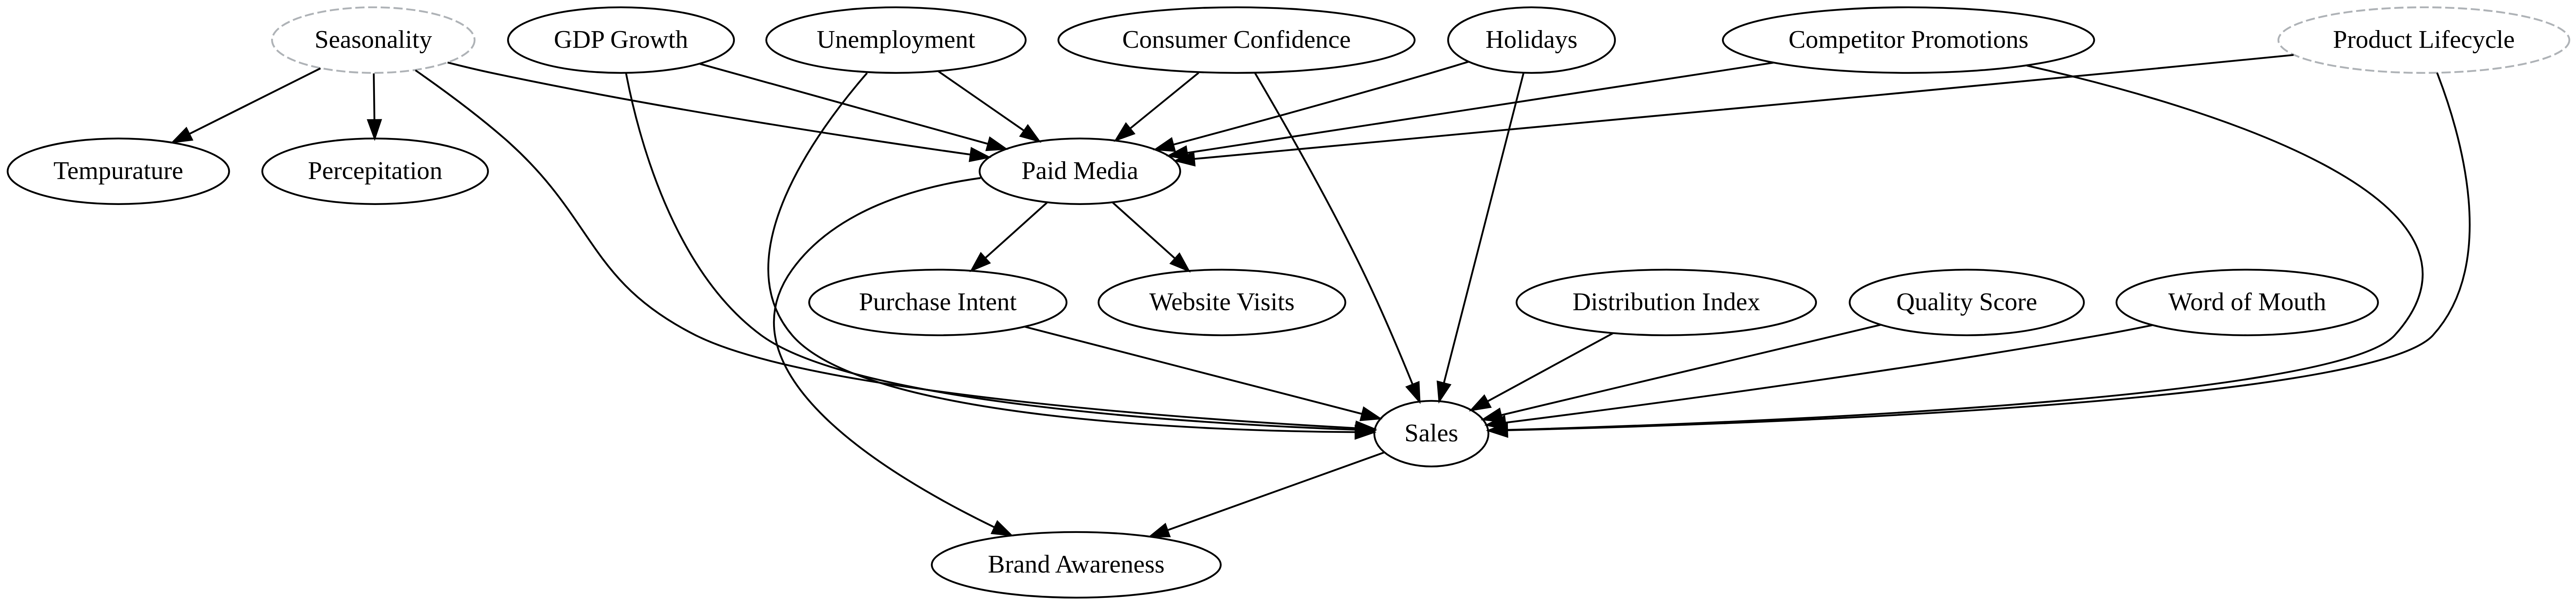 Seasonality
GDP Growth
Unemployment
Consumer Confidence
Holidays
Competitor Promotions
Product Lifecycle
Tempurature
Percepitation
Paid Media
Purchase Intent
Website Visits
Distribution Index
Quality Score
Word of Mouth
Sales
Brand Awareness